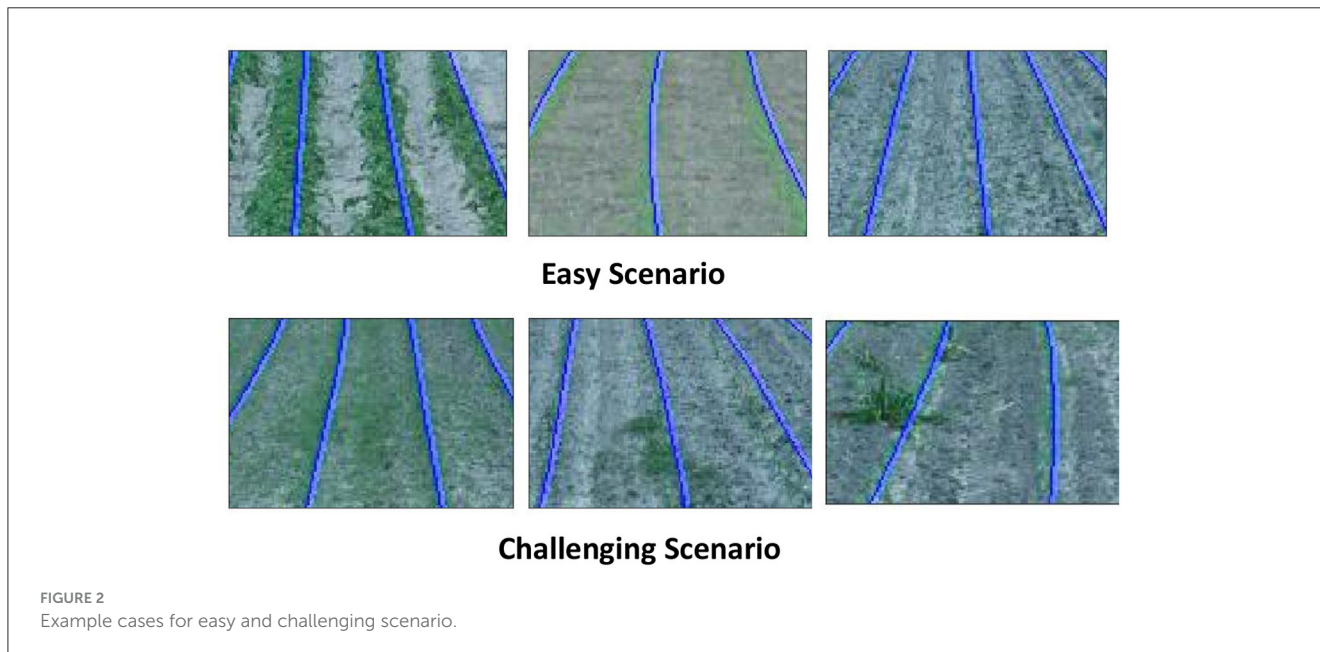 Easy Scenario
Challenging Scenario
FIGURE 2
Example cases for easy and challenging scenario.